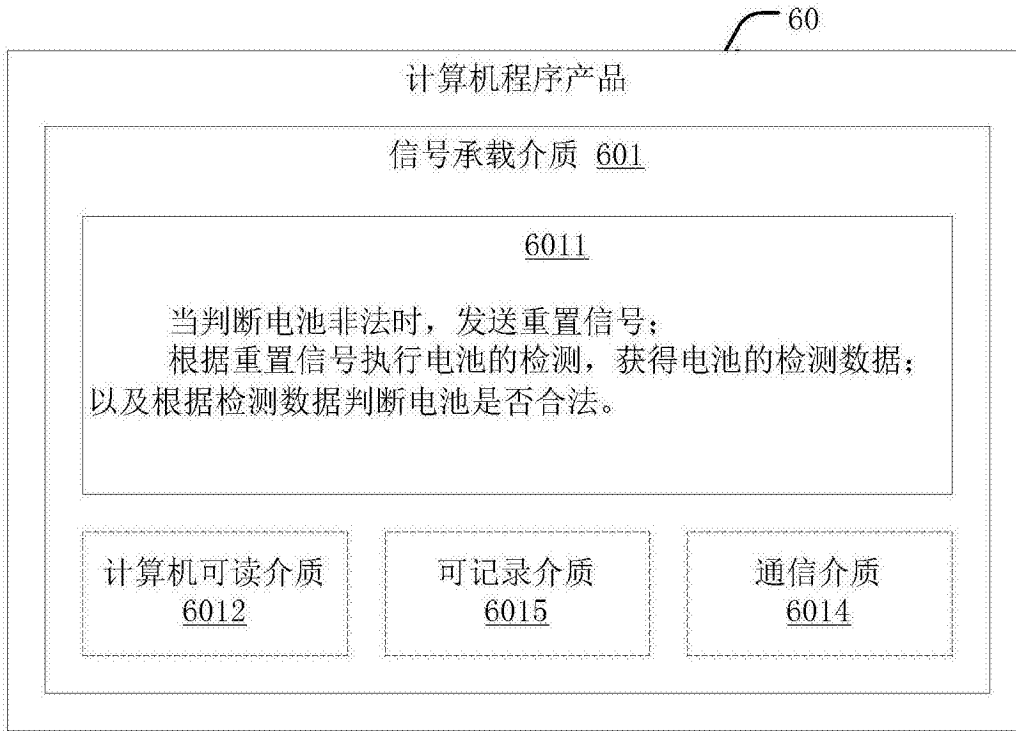 60
计算机程序产品
信号承载介质 601
6011
当判断电池非法时，发送重置信号；
根据重置信号执行电池的检测，获得电池的检测数据；
以及根据检测数据判断电池是否合法。
计算机可读介质
6012
可记录介质
6015
通信介质
6014